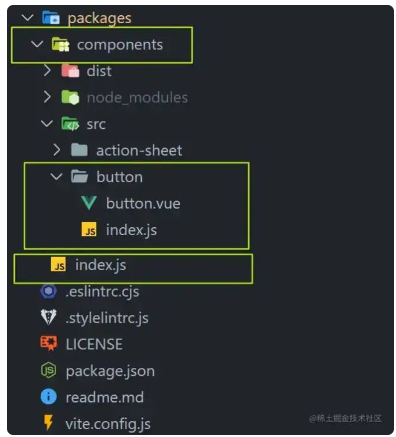 packages
components
dist
node_modules
src
action-sheet
button
button.vue
JS index.js
JS index.js
.eslintrc.cjs
.stylelintrc.js
LICENSE
JS package.json
readme.md
vite.config.js
@稀土掘金技术社区